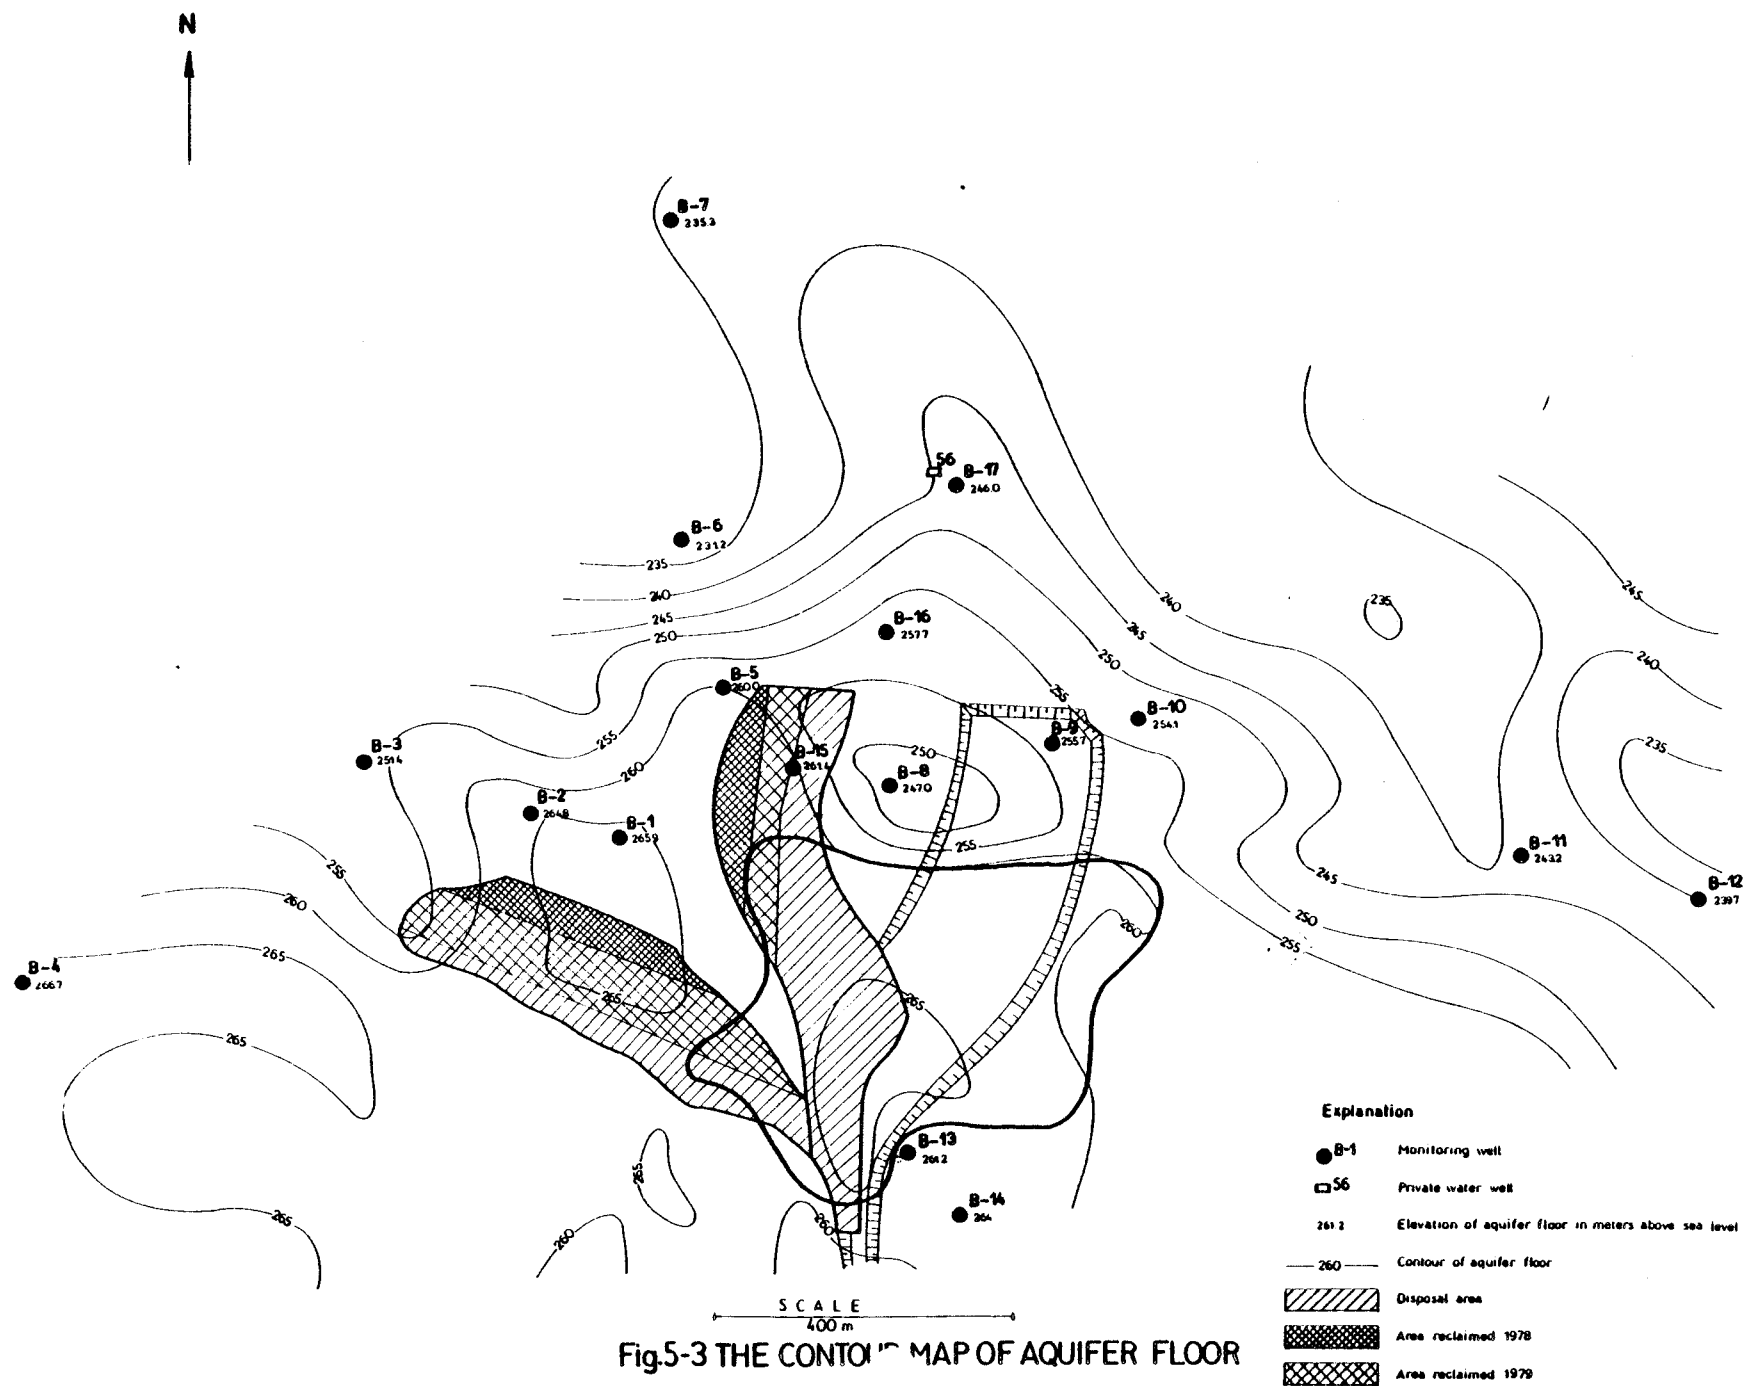 N
B-7
235.3
56
B-17
246.0
B-6
231.2
235
240
245
250
240
245
250
255
235
245
240
235
B-16
257.7
B-5
260.0
B-10
254.1
B-9
255.7
B-3
251.4
255
260
B-15
261.4
250
B-8
247.0
B-2
264.8
B-1
265.9
255
B-11
243.2
B-12
239.7
245
250
255
255
260
260
265
B-4
266.7
265
265
265
B-13
261.2
B-14
264
265
265
260
260
Explanation
B-1 Monitoring well
56 Private water well
261.2 Elevation of aquifer floor in meters above sea level
260 Contour of aquifer floor
Disposal area
Area reclaimed 1978
Area reclaimed 1979
SCALE
400 m
Fig.5-3 THE MAP OF AQUIFER FLOOR